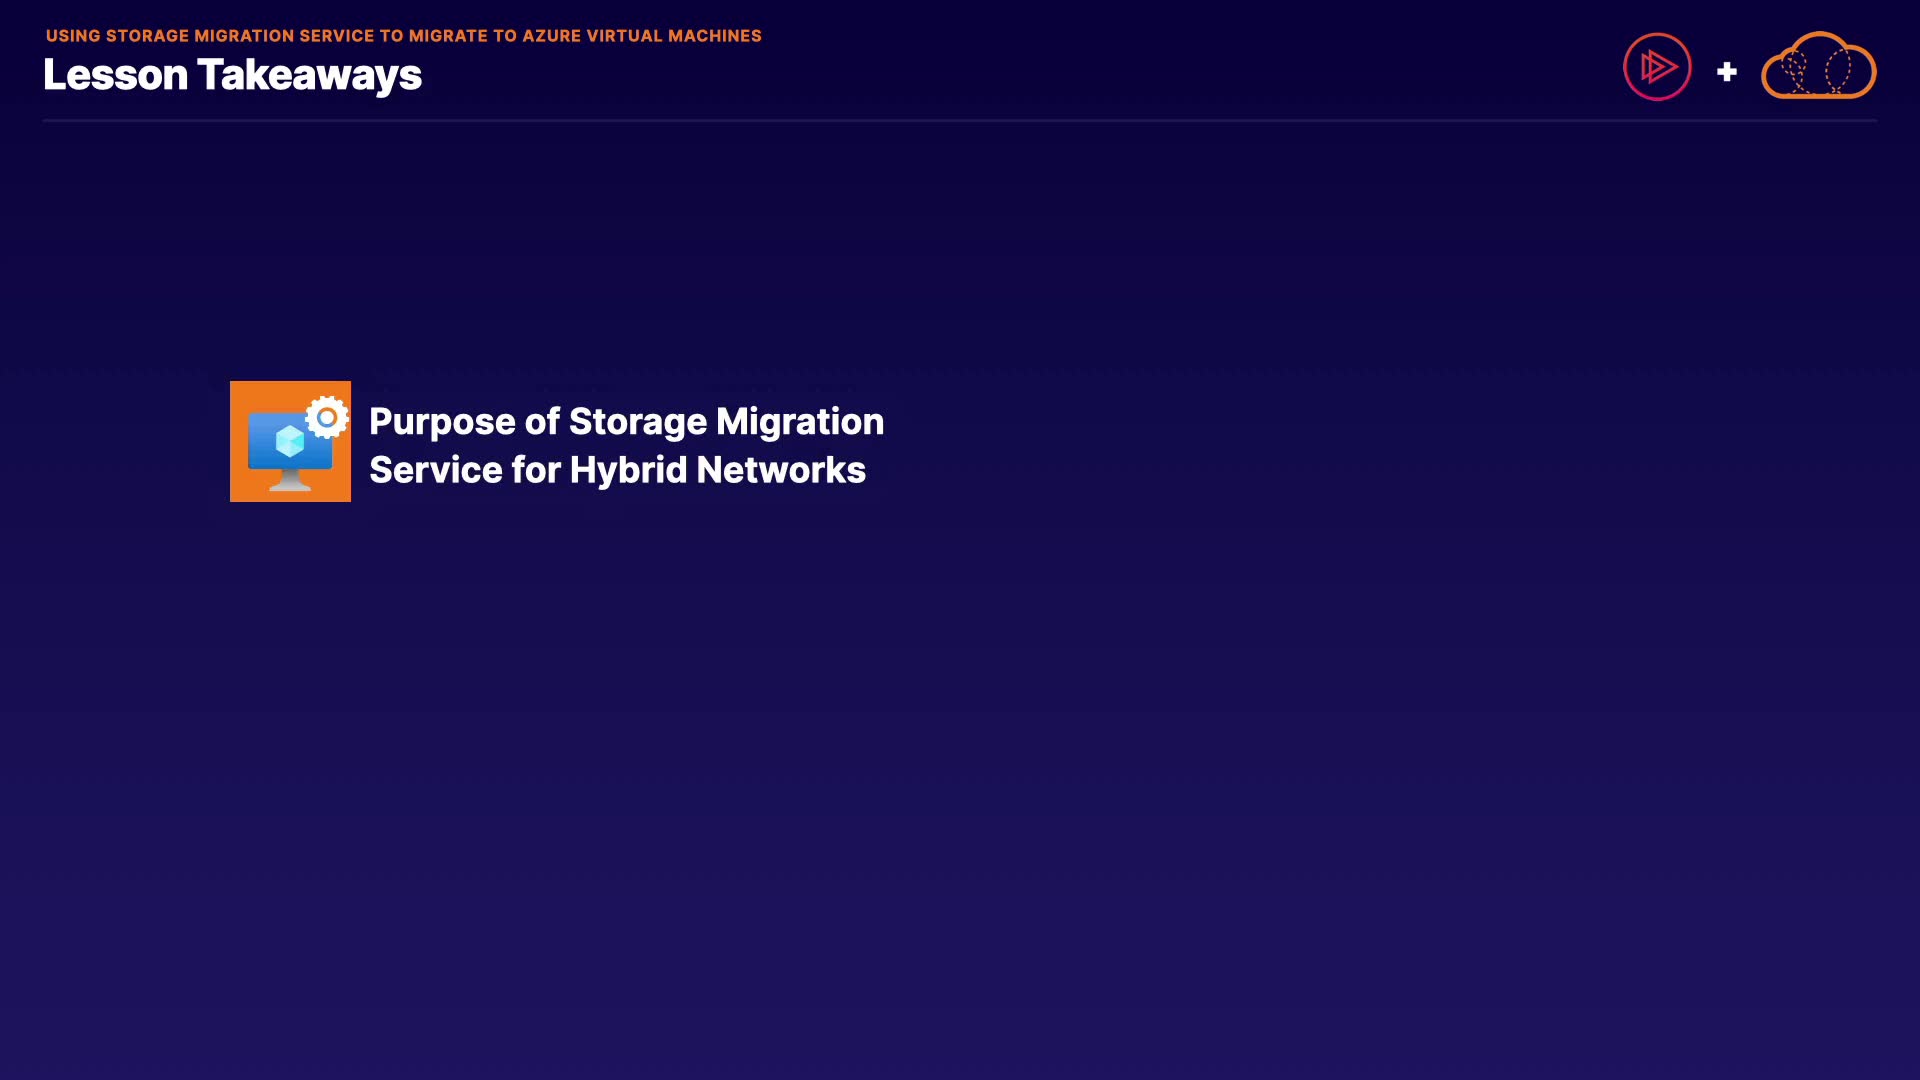 USING STORAGE MIGRATION SERVICE TO MIGRATE TO AZURE VIRTUAL MACHINES
Lesson Takeaways
Purpose of Storage Migration
Service for Hybrid Networks